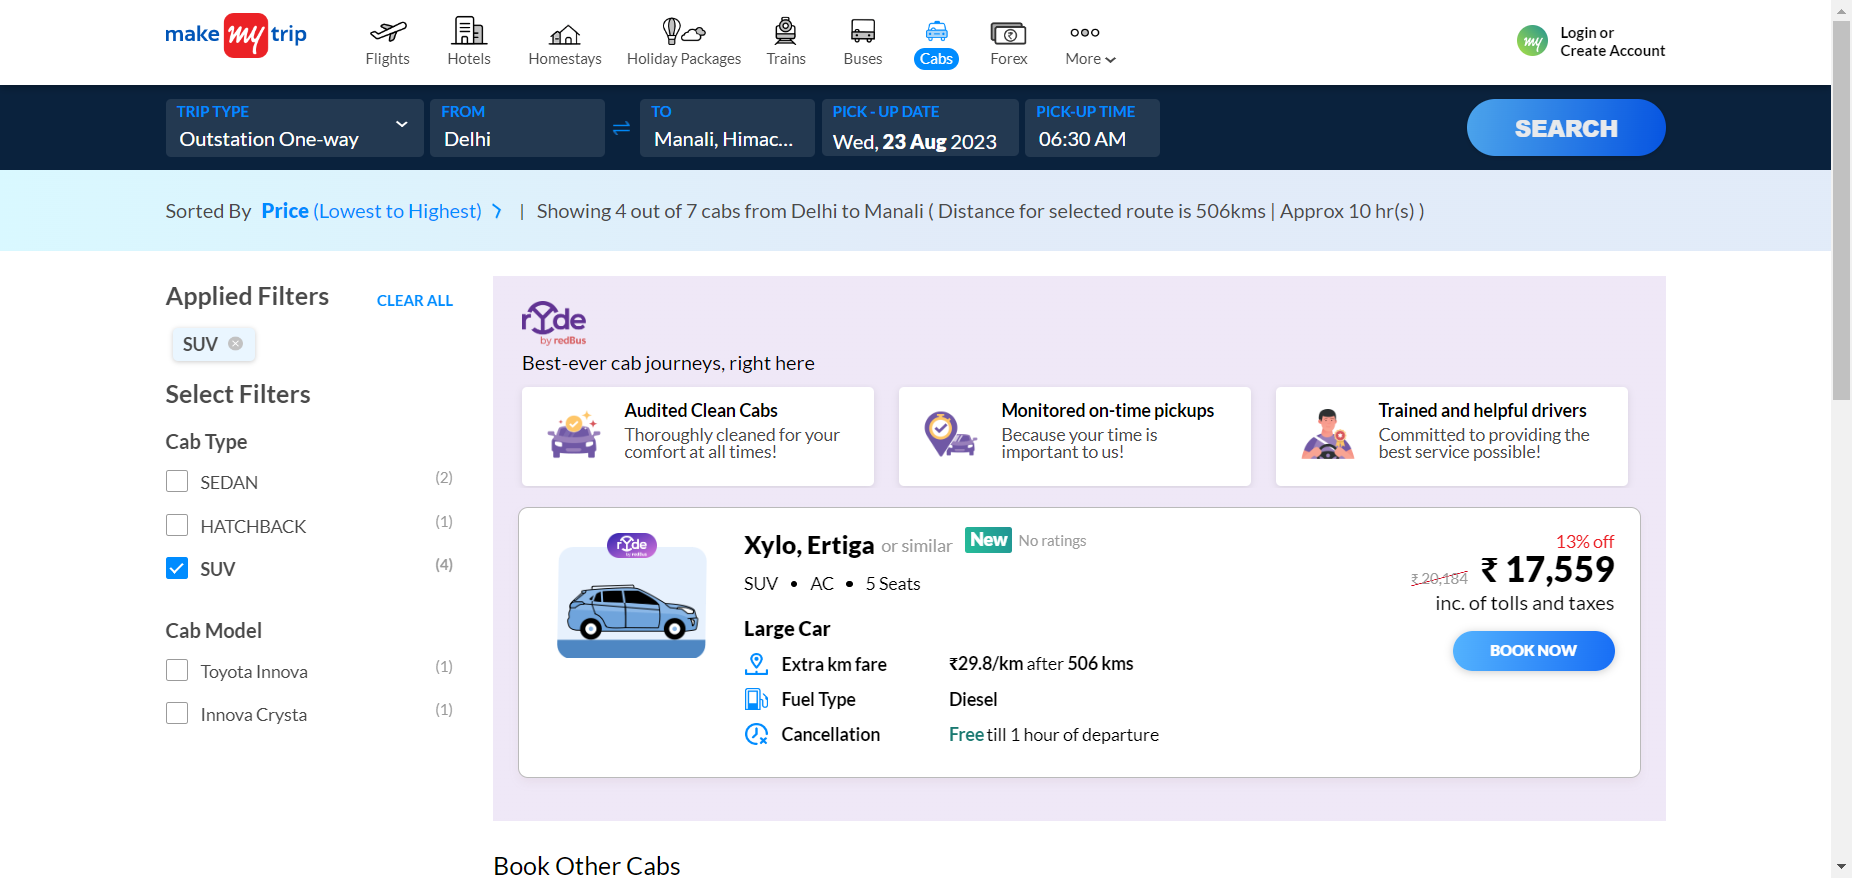 make my trip
Flights
Hotels
Homestays
Holiday Packages
Trains
Buses
Cabs
Forex
More
my
Login or
Create Account
TRIP TYPE
Outstation One-way
FROM
Delhi
TO
Manali, Himac...
PICK - UP DATE
Wed, 23 Aug 2023
PICK-UP TIME
06:30 AM
SEARCH
Sorted By Price (Lowest to Highest) | Showing 4 out of 7 cabs from Delhi to Manali ( Distance for selected route is 506kms | Approx 10 hr(s) )
Applied Filters
CLEAR ALL
SUV
Select Filters
Cab Type
SEDAN (2)
HATCHBACK (1)
SUV (4)
Cab Model
Toyota Innova (1)
Innova Crysta (1)
ryde
by redBus
Best-ever cab journeys, right here
Audited Clean Cabs
Thoroughly cleaned for your
comfort at all times!
Monitored on-time pickups
Because your time is
important to us!
Trained and helpful drivers
Committed to providing the
best service possible!
ryde
by redBus
Xylo, Ertiga or similar New No ratings
SUV • AC • 5 Seats
Large Car
Extra km fare ₹29.8/km after 506 kms
Fuel Type Diesel
Cancellation Free till 1 hour of departure
13% off
₹ 20,184 ₹ 17,559
inc. of tolls and taxes
BOOK NOW
Book Other Cabs